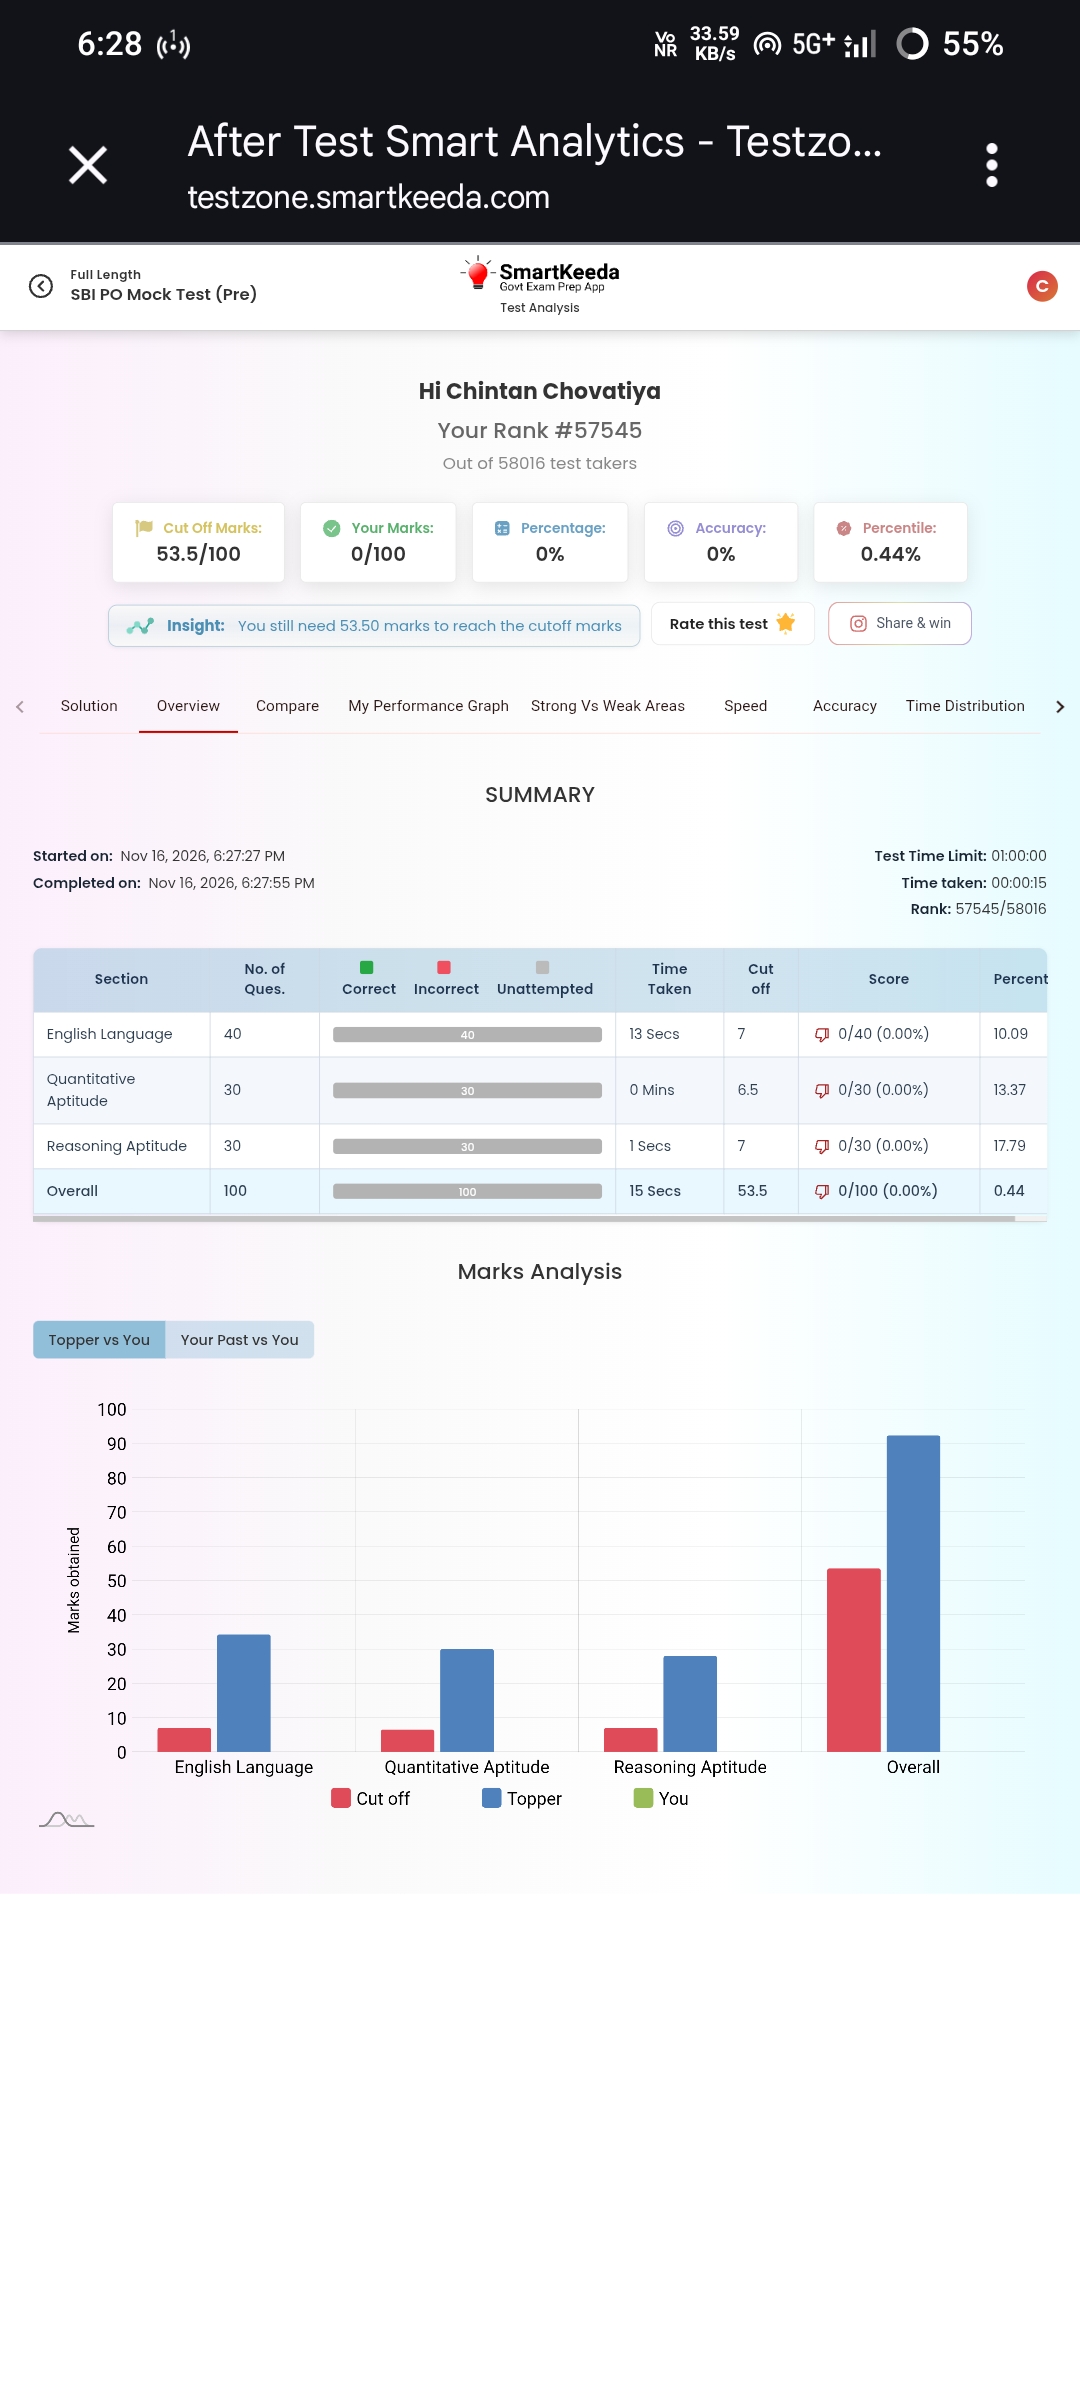 6:28
1
Vo NR
33.59 KB/s
5G+
55%
After Test Smart Analytics - Testzo...
testzone.smartkeeda.com
Full Length
SBI PO Mock Test (Pre)
SmartKeeda
Govt Exam Prep App
Test Analysis
C
Hi Chintan Chovatiya
Your Rank #57545
Out of 58016 test takers
Cut Off Marks:
53.5/100
Your Marks:
0/100
Percentage:
0%
Accuracy:
0%
Percentile:
0.44%
Insight: You still need 53.50 marks to reach the cutoff marks
Rate this test
Share & win
Solution Overview Compare My Performance Graph Strong Vs Weak Areas Speed Accuracy Time Distribution
SUMMARY
Started on: Nov 16, 2026, 6:27:27 PM
Completed on: Nov 16, 2026, 6:27:55 PM
Test Time Limit: 01:00:00
Time taken: 00:00:15
Rank: 57545/58016
Section No. of Ques. Correct Incorrect Unattempted Time Taken Cut off Score Percent
English Language 40 40 13 Secs 7 0/40 (0.00%) 10.09
Quantitative Aptitude 30 30 0 Mins 6.5 0/30 (0.00%) 13.37
Reasoning Aptitude 30 30 1 Secs 7 0/30 (0.00%) 17.79
Overall 100 100 15 Secs 53.5 0/100 (0.00%) 0.44
Marks Analysis
Topper vs You Your Past vs You
Marks obtained
100
90
80
70
60
50
40
30
20
10
0
English Language Quantitative Aptitude Reasoning Aptitude Overall
Cut off Topper You